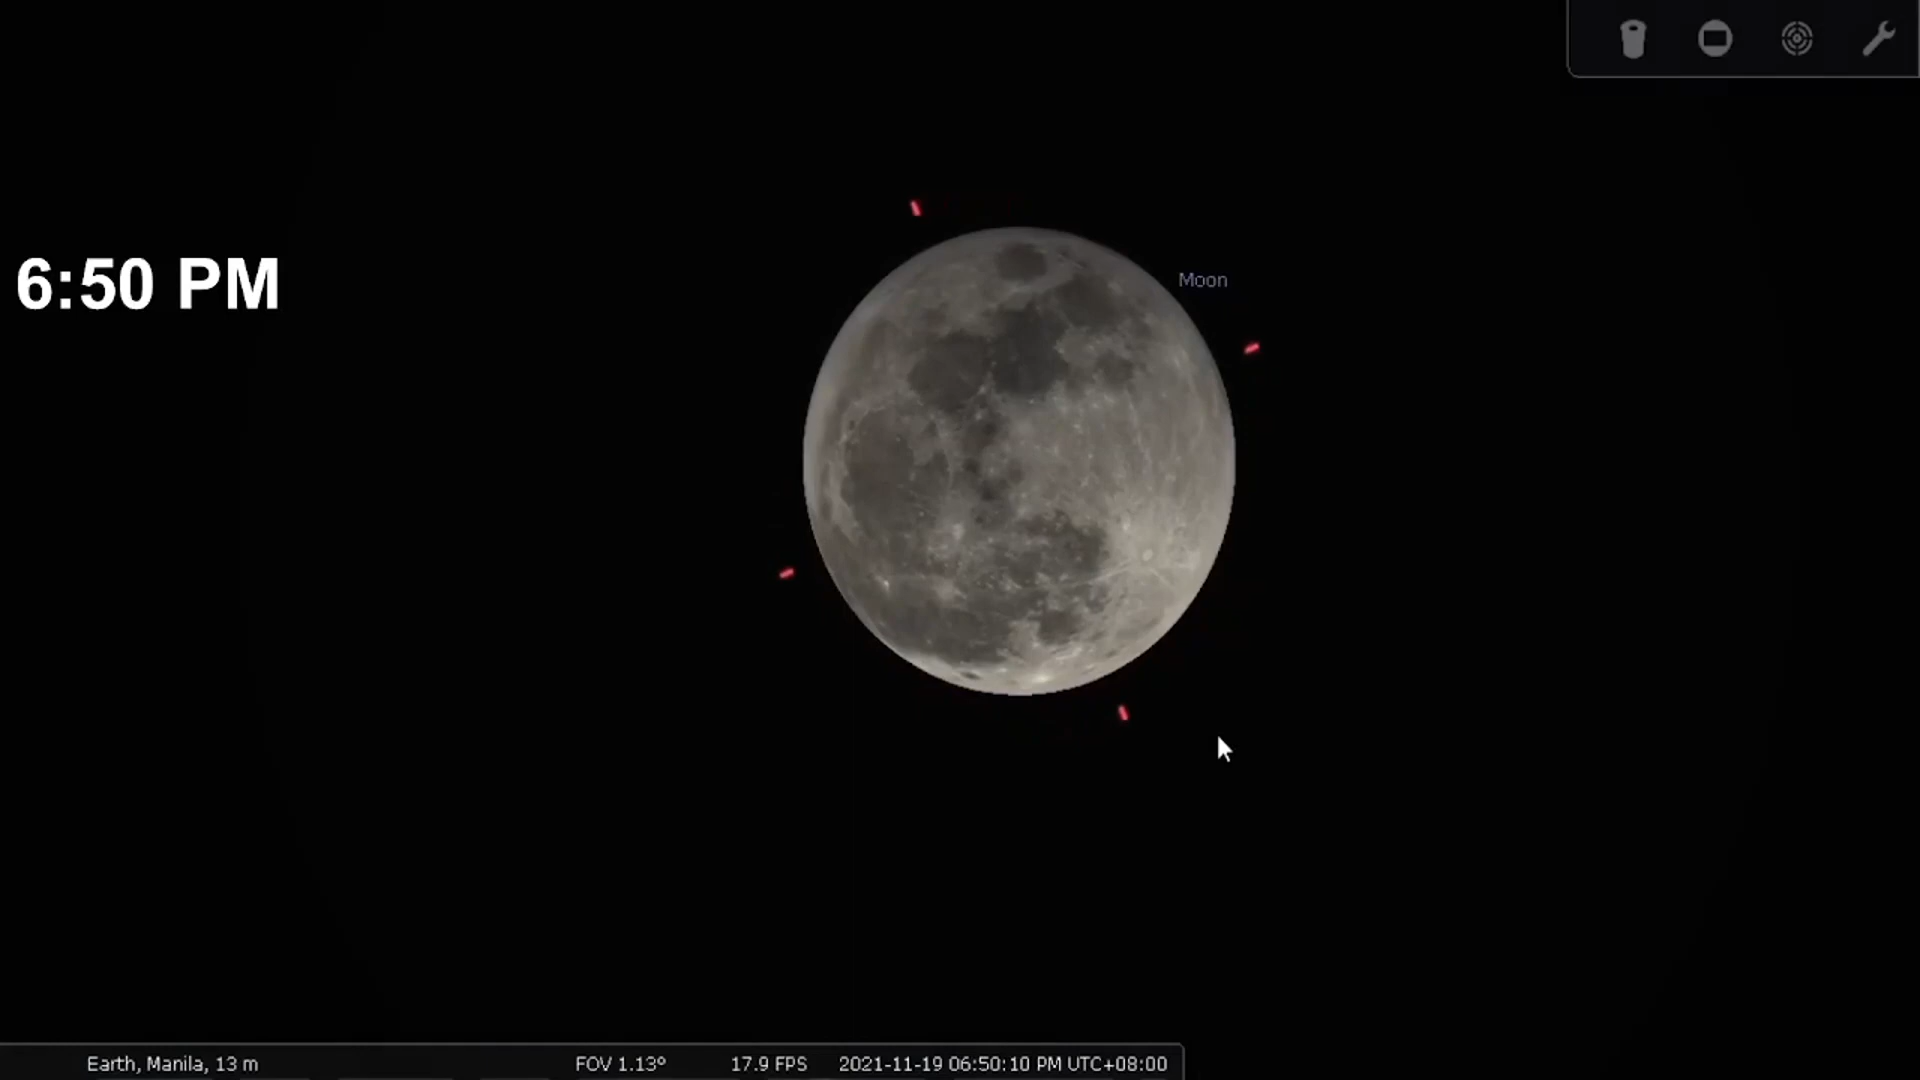 Moon
6:50 PM
Earth, Manila, 13 m FOV 1.13° 17.9 FPS 2021-11-19 06:50:10 PM UTC+08:00